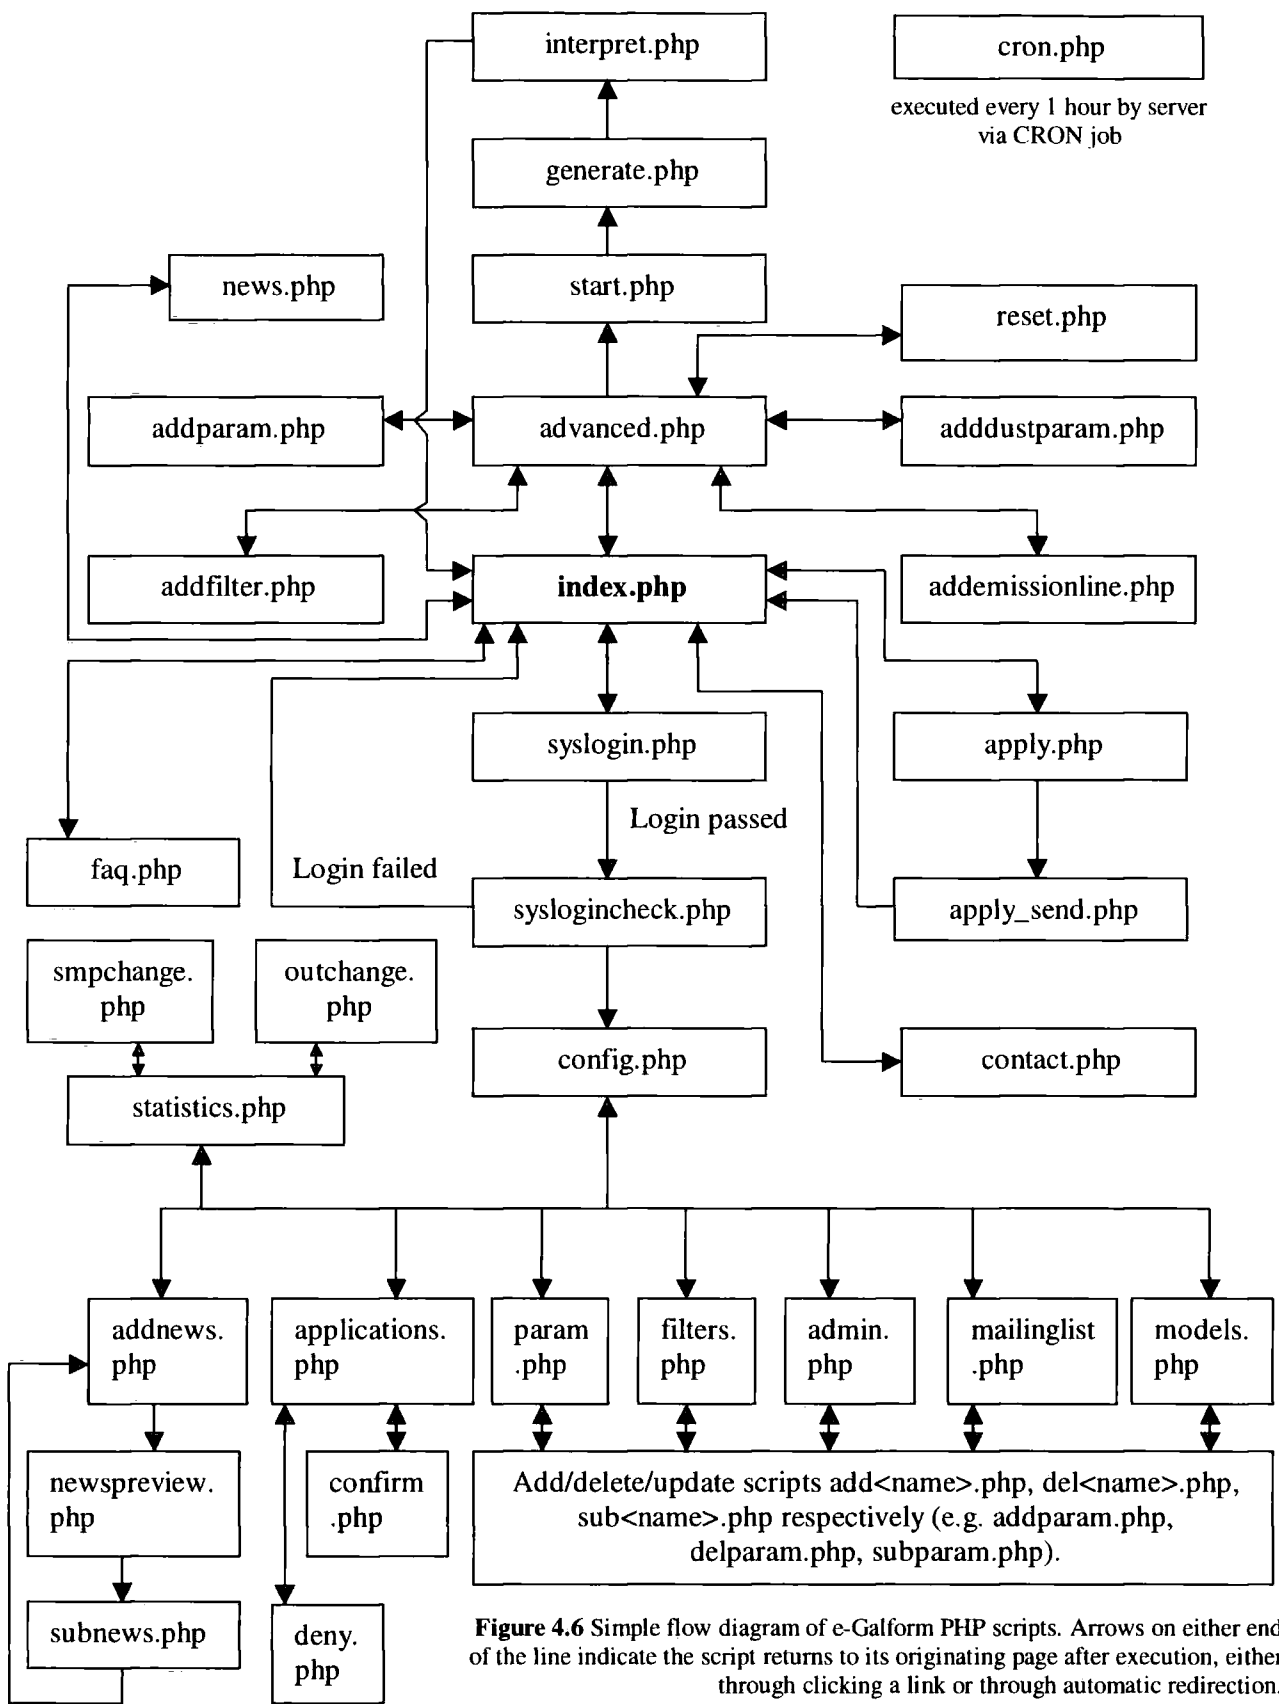 interpret.php
cron.php
executed every 1 hour by server
via CRON job
generate.php
news.php
start.php
reset.php
addparam.php
advanced.php
adddustparam.php
addfilter.php
index.php
addemissionline.php
syslogin.php
apply.php
Login passed
faq.php
Login failed
syslogincheck.php
apply_send.php
smpchange.
php
outchange.
php
config.php
contact.php
statistics.php
addnews.
php
applications.
php
param
.php
filters.
php
admin.
php
mailinglist
.php
models.
php
newspreview.
php
confirm
.php
Add/delete/update scripts add<name>.php, del<name>.php,
sub<name>.php respectively (e.g. addparam.php,
delparam.php, subparam.php).
subnews.php
deny.
php
Figure 4.6 Simple flow diagram of e-Galform PHP scripts. Arrows on either end
of the line indicate the script returns to its originating page after execution, either
through clicking a link or through automatic redirection.